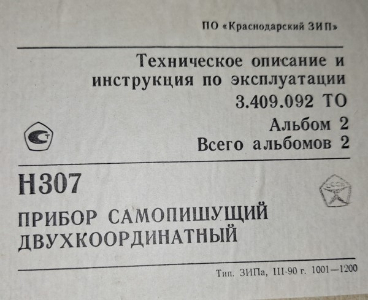 ПО «Краснодарский ЗИП»
Техническое описание и
инструкция по эксплуатации
3.409.092 ТО
Альбом 2
Всего альбомов 2
Н307
ПРИБОР САМОПИШУЩИЙ
ДВУХКООРДИНАТНЫЙ
Тип. ЗИПа, III-90 г. 1001—1200